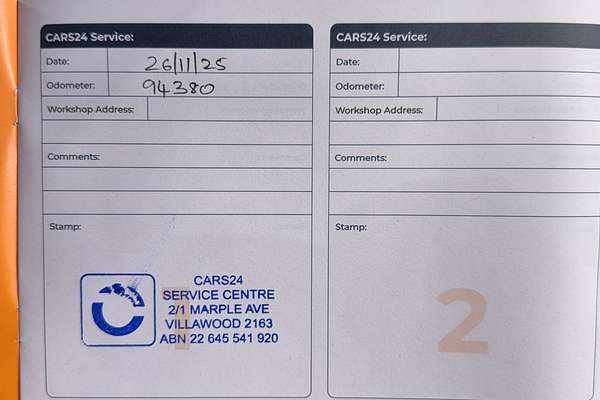 CARS24 Service:
Date: 26/11/25
Odometer: 94380
Workshop Address:
Comments:
Stamp:
1
CARS24
SERVICE CENTRE
2/1 MARPLE AVE
VILLAWOOD 2163
ABN 22 645 541 920
CARS24 Service:
Date:
Odometer:
Workshop Address:
Comments:
Stamp:
2